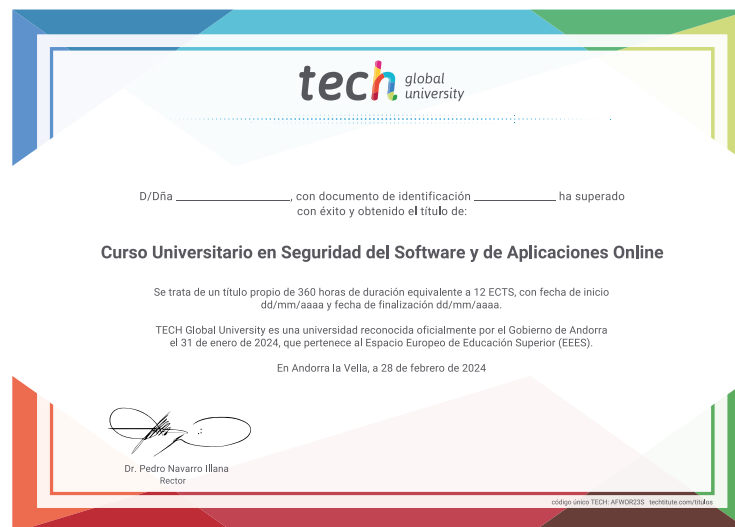 tech global
university
D/Dña ____________________, con documento de identificación ______________ ha superado
con éxito y obtenido el título de:
Curso Universitario en Seguridad del Software y de Aplicaciones Online
Se trata de un título propio de 360 horas de duración equivalente a 12 ECTS, con fecha de inicio
dd/mm/aaaa y fecha de finalización dd/mm/aaaa.
TECH Global University es una universidad reconocida oficialmente por el Gobierno de Andorra
el 31 de enero de 2024, que pertenece al Espacio Europeo de Educación Superior (EEES).
En Andorra la Vella, a 28 de febrero de 2024
Dr. Pedro Navarro Illana
Rector
código único TECH: AFWOR23S techtitute.com/titulos